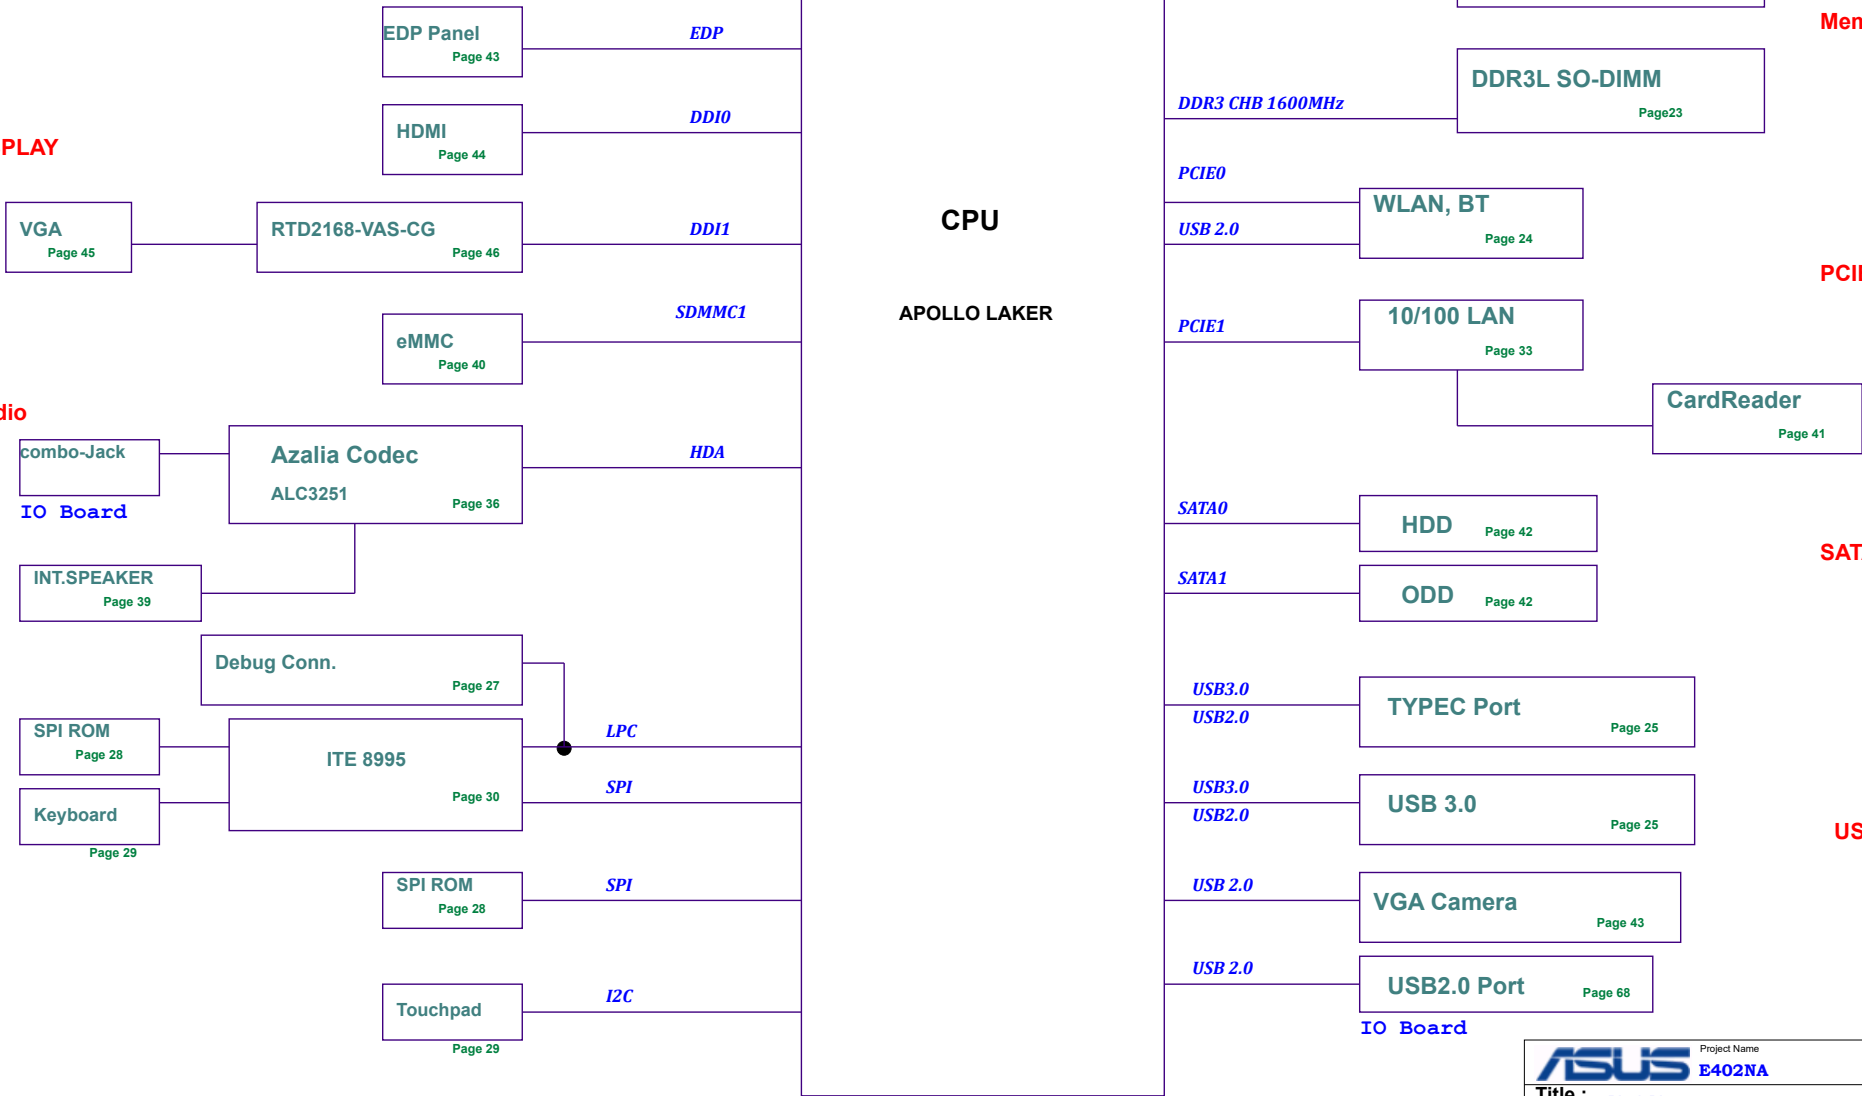 EDP Panel
Page 43
EDP
HDMI
Page 44
DDI0
PLAY
VGA
Page 45
RTD2168-VAS-CG
Page 46
DDI1
eMMC
Page 40
SDMMC1
dio
combo-Jack
IO Board
Azalia Codec
ALC3251
Page 36
HDA
INT.SPEAKER
Page 39
Debug Conn.
Page 27
SPI ROM
Page 28
Keyboard
Page 29
ITE 8995
Page 30
LPC
SPI
SPI ROM
Page 28
SPI
Touchpad
Page 29
I2C
CPU
APOLLO LAKER
Mem
DDR3 CHB 1600MHz
DDR3L SO-DIMM
Page23
PCIE0
USB 2.0
WLAN, BT
Page 24
PCIE
PCIE1
10/100 LAN
Page 33
CardReader
Page 41
SATA0
HDD
Page 42
SATA1
ODD
Page 42
SAT
USB3.0
USB2.0
TYPEC Port
Page 25
USB3.0
USB2.0
USB 3.0
Page 25
US
USB 2.0
VGA Camera
Page 43
USB 2.0
USB2.0 Port
Page 68
IO Board
ASUS
Project Name
E402NA
Title :